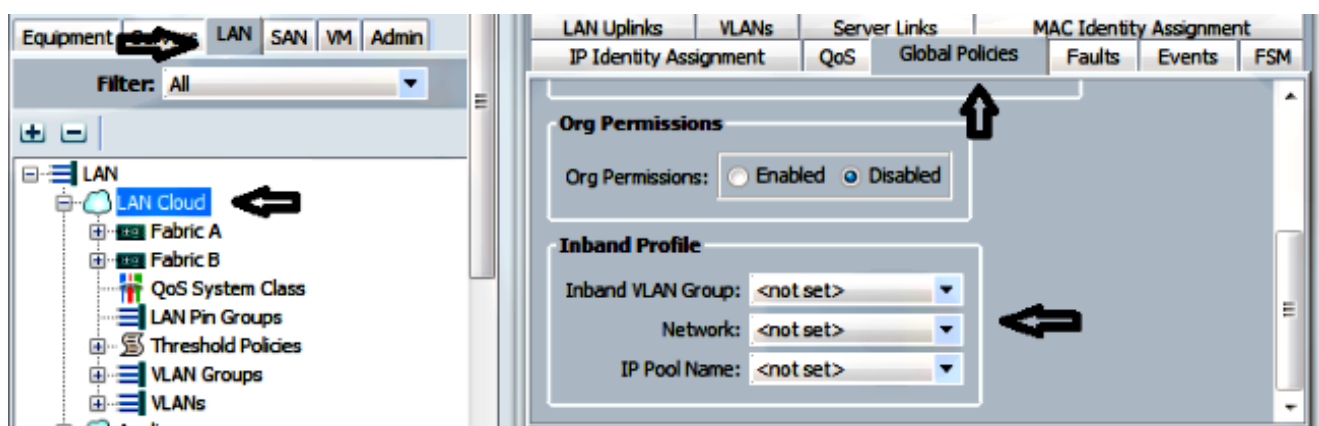 Equipment LAN SAN VM Admin
Filter: All
LAN
LAN Cloud
Fabric A
Fabric B
QoS System Class
LAN Pin Groups
Threshold Policies
VLAN Groups
VLANs
LAN Uplinks VLANs Server Links MAC Identity Assignment
IP Identity Assignment QoS Global Policies Faults Events FSM
Org Permissions
Org Permissions: Enabled Disabled
Inband Profile
Inband VLAN Group: <not set>
Network: <not set>
IP Pool Name: <not set>